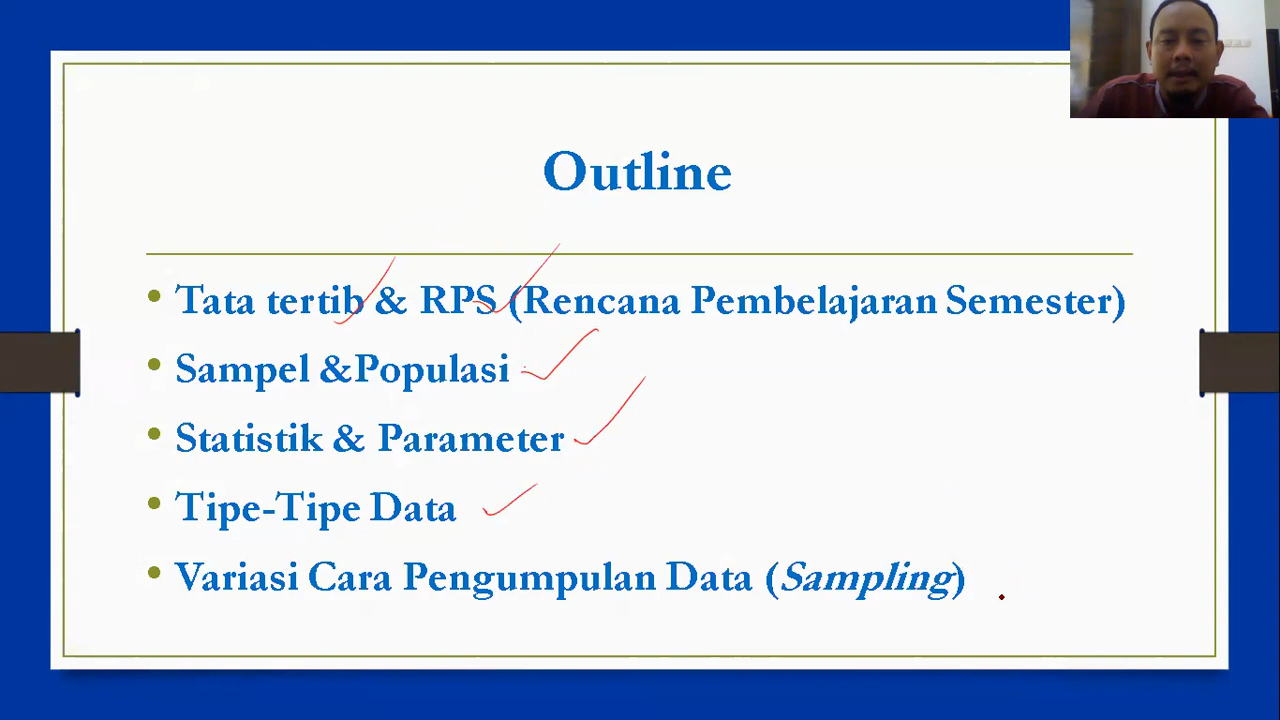 Outline
• Tata tertib & RPS (Rencana Pembelajaran Semester)
• Sampel &Populasi
• Statistik & Parameter
• Tipe-Tipe Data
• Variasi Cara Pengumpulan Data (Sampling)